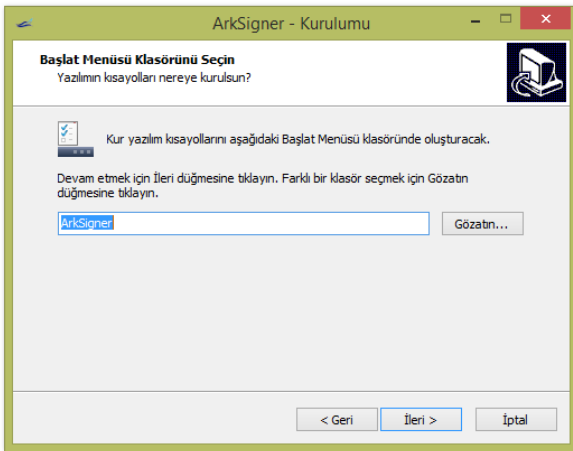 ArkSigner - Kurulumu
Başlat Menüsü Klasörünü Seçin
Yazılımın kısayolları nereye kurulsun?
Kur yazılım kısayollarını aşağıdaki Başlat Menüsü klasöründe oluşturacak.
Devam etmek için İleri düğmesine tıklayın. Farklı bir klasör seçmek için Gözatın
düğmesine tıklayın.
ArkSigner
Gözatın...
< Geri
İleri >
İptal